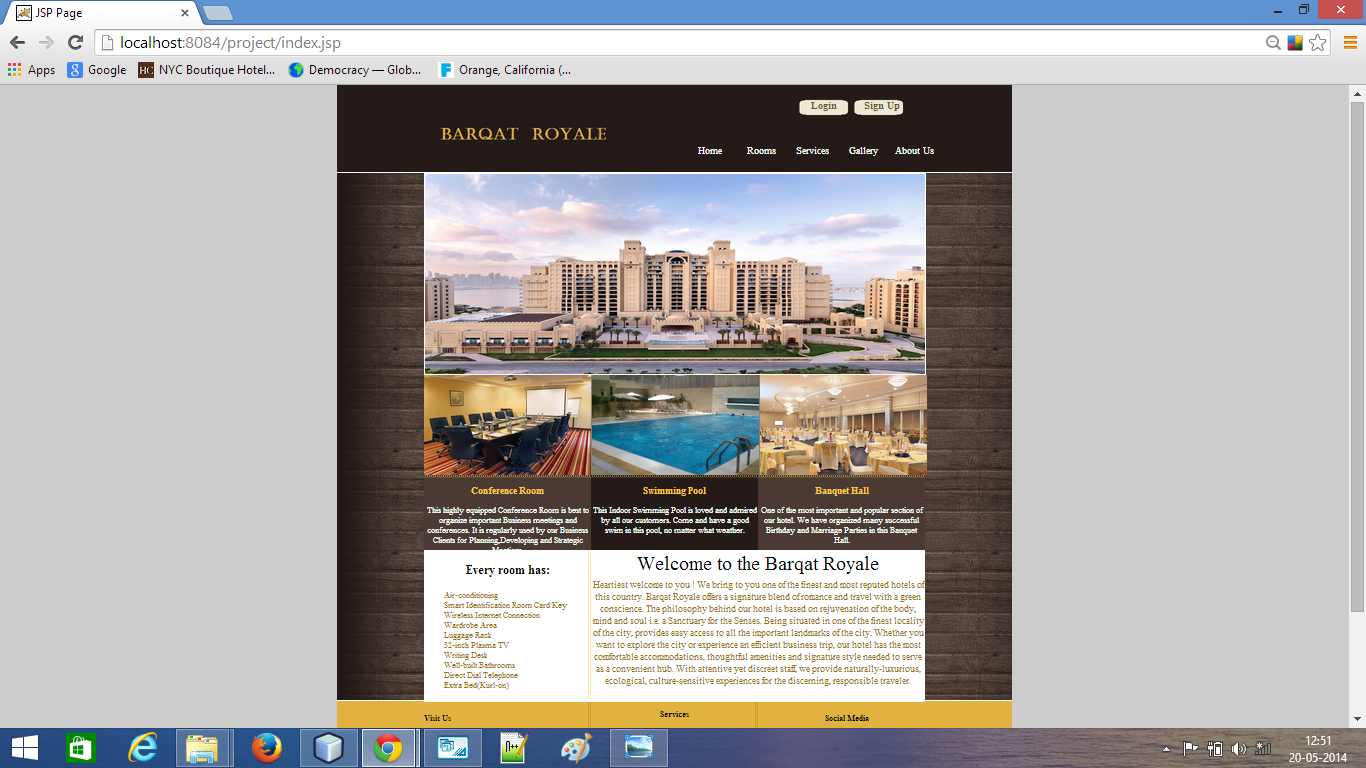 JSP Page
localhost:8084/project/index.jsp
Apps Google HC NYC Boutique Hotel... Democracy — Glob... F Orange, California (...
Login Sign Up
BARQAT ROYALE
Home Rooms Services Gallery About Us
Conference Room
This highly equipped Conference Room is best to
organize important Business meetings and
conferences. It is regularly used by our Business
Clients for Planning,Developing and Strategic
Swimming Pool
This Indoor Swimming Pool is loved and admired
by all our customers. Come and have a good
swim in this pool, no matter what weather.
Banquet Hall
One of the most important and popular section of
our hotel. We have organized many successful
Birthday and Marriage Parties in this Banquet
Hall.
Every room has:
Air-conditioning
Smart Identification Room Card/Key
Wireless Internet Connection
Wardrobe Area
Luggage Rack
32-inch Plasma TV
Writing Desk
Well-built Bathrooms
Direct Dial Telephone
Extra Bed(Kurl-on)
Welcome to the Barqat Royale
Heartiest welcome to you ! We bring to you one of the finest and most reputed hotels of
this country. Barqat Royale offers a signature blend of romance and travel with a green
conscience. The philosophy behind our hotel is based on rejuvenation of the body,
mind and soul i.e. a Sanctuary for the Senses. Being situated in one of the finest locality
of the city, provides easy access to all the important landmarks of the city. Whether you
want to explore the city or experience an efficient business trip, our hotel has the most
comfortable accommodations, thoughtful amenities and signature style needed to serve
as a convenient hub. With attentive yet discreet staff, we provide naturally-luxurious,
ecological, culture-sensitive experiences for the discerning, responsible traveler.
Visit Us
Services
Social Media
12:51
20-05-2014